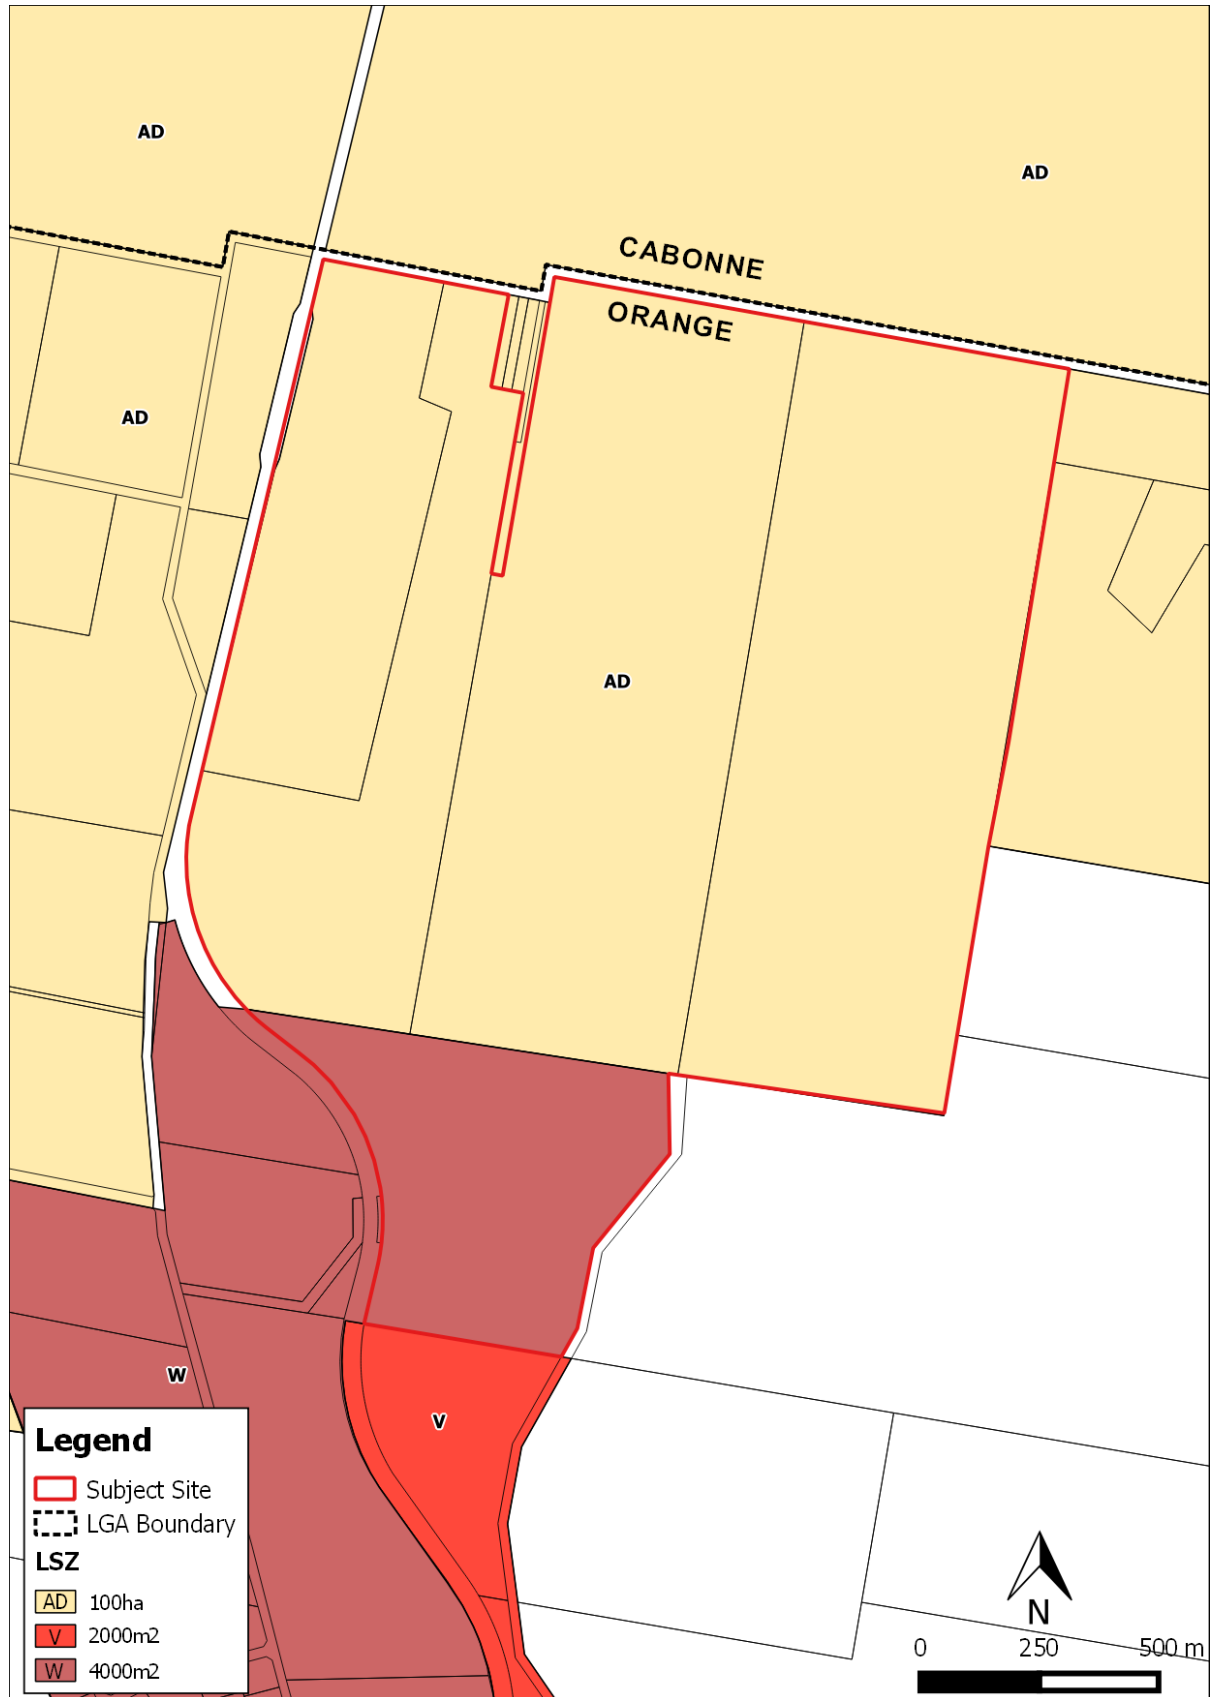 AD
AD
CABONNE
ORANGE
AD
AD
W
V
Legend
Subject Site
LGA Boundary
LSZ
AD 100ha
V 2000m2
W 4000m2
N
0 250 500 m